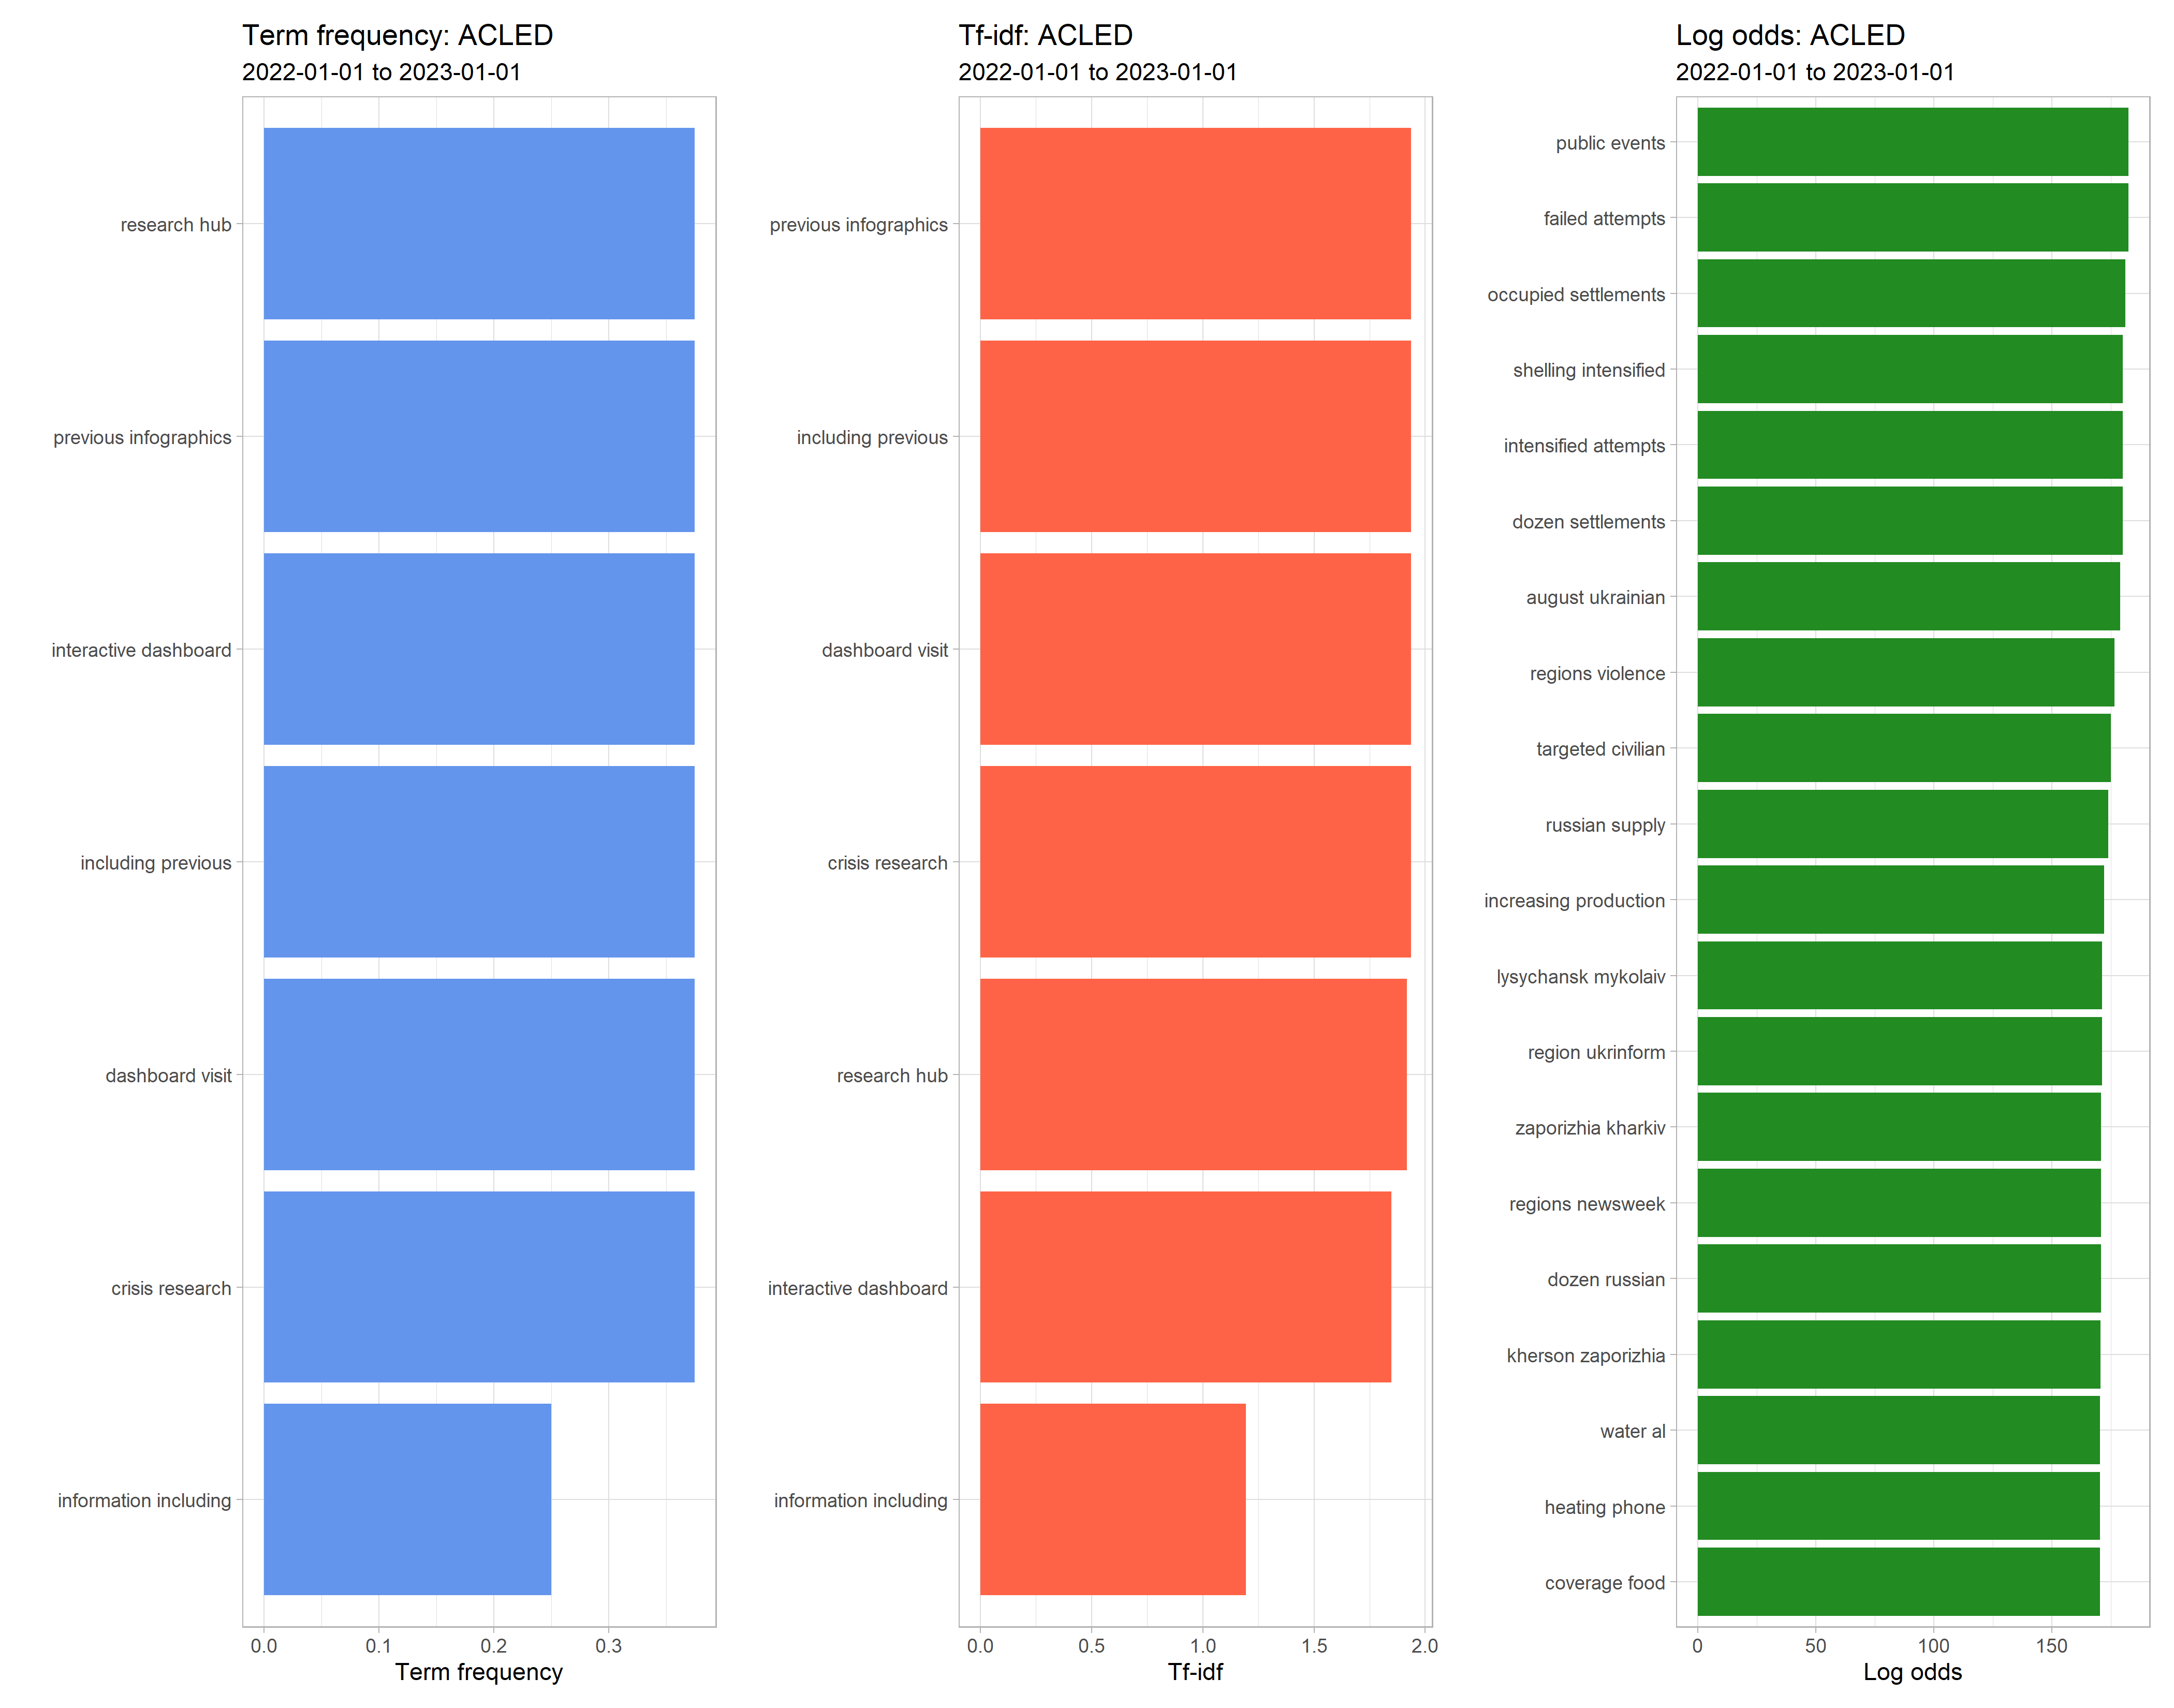 Term frequency: ACLED
2022-01-01 to 2023-01-01
research hub
previous infographics
interactive dashboard
including previous
dashboard visit
crisis research
information including
0.0 0.1 0.2 0.3
Term frequency
Tf-idf: ACLED
2022-01-01 to 2023-01-01
previous infographics
including previous
dashboard visit
crisis research
research hub
interactive dashboard
information including
0.0 0.5 1.0 1.5 2.0
Tf-idf
Log odds: ACLED
2022-01-01 to 2023-01-01
public events
failed attempts
occupied settlements
shelling intensified
intensified attempts
dozen settlements
august ukrainian
regions violence
targeted civilian
russian supply
increasing production
lysychansk mykolaiv
region ukrinform
zaporizhia kharkiv
regions newsweek
dozen russian
kherson zaporizhia
water al
heating phone
coverage food
0 50 100 150
Log odds